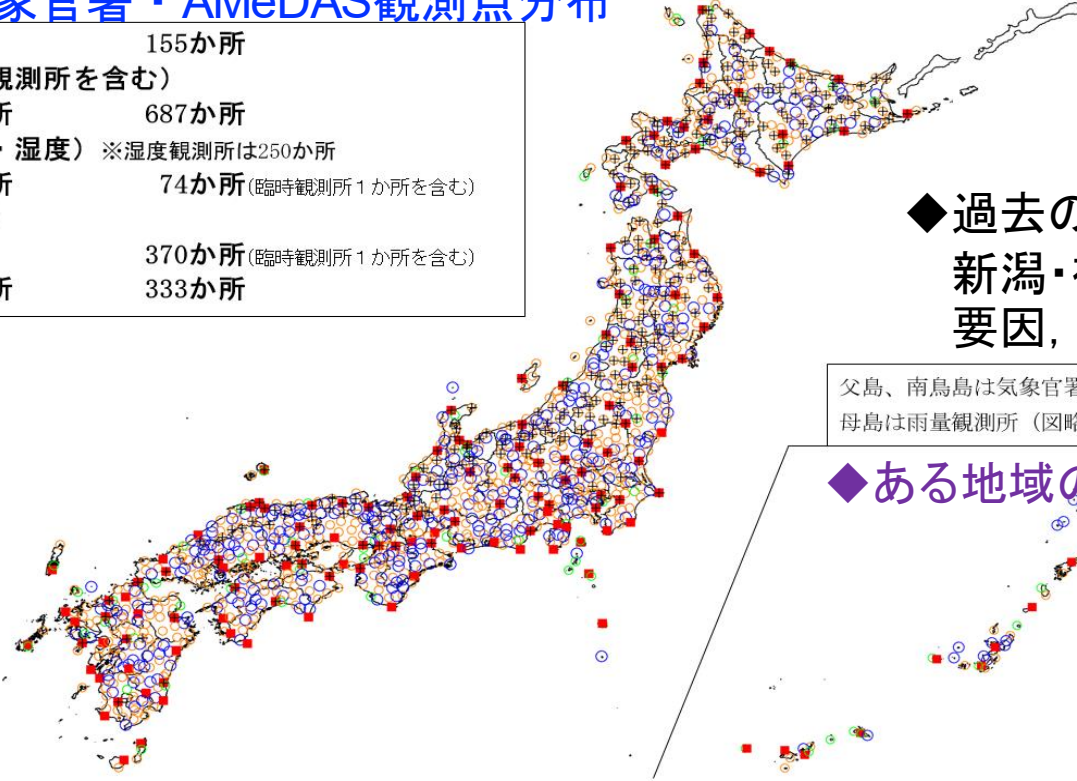 象官署・AMeDAS観測点分布
155か所
観測所を含む）
所 687か所
・湿度）※湿度観測所は250か所
所 74か所(臨時観測所１か所を含む)
370か所(臨時観測所１か所を含む)
所 333か所
◆過去の
新潟・
要因，
父島、南鳥島は気象官署
母島は雨量観測所（図略
◆ある地域の